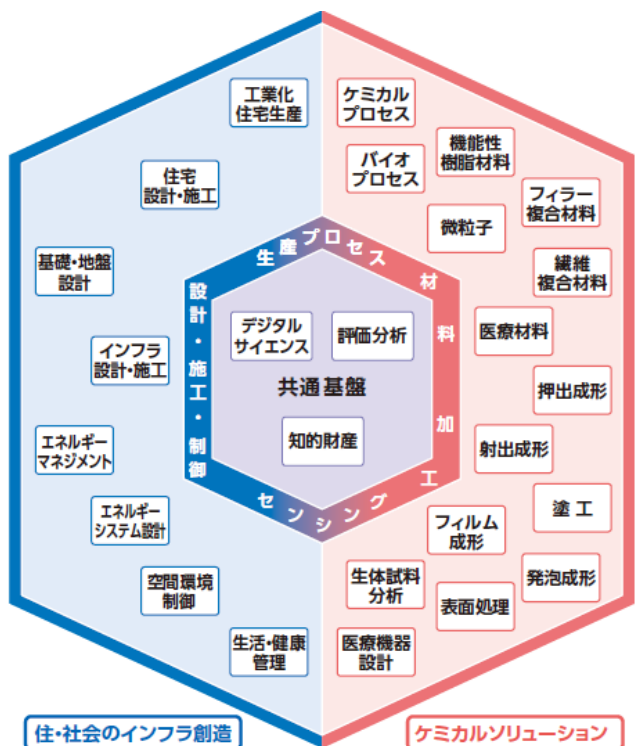 工業化
住宅生産
住宅
設計・施工
基礎・地盤
設計
インフラ
設計・施工
エネルギー
マネジメント
エネルギー
システム設計
空間環境
制御
生活・健康
管理
ケミカル
プロセス
バイオ
プロセス
機能性
樹脂材料
フィラー
複合材料
微粒子
繊維
複合材料
医療材料
押出成形
射出成形
塗工
フィルム
成形
発泡成形
生体試料
分析
表面処理
医療機器
設計
生産プロセス
設計・施工・制御
材料
加工
センシング
デジタル
サイエンス
評価分析
共通基盤
知的財産
住・社会のインフラ創造
ケミカルソリューション